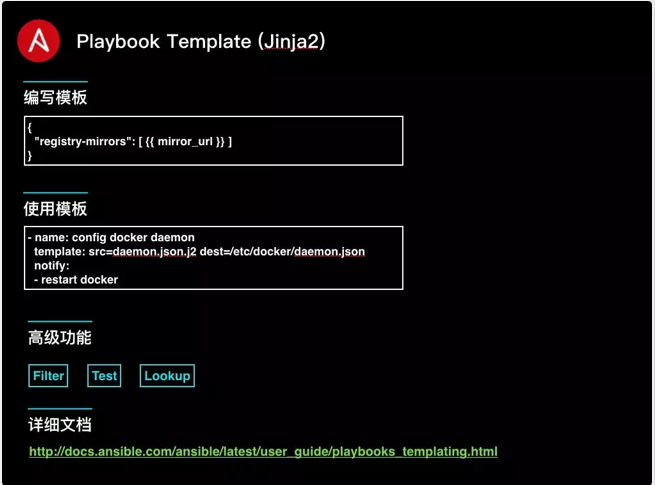 Playbook Template (Jinja2)
编写模板
{
"registry-mirrors": [ {{ mirror_url }} ]
}
使用模板
- name: config docker daemon
template: src=daemon.json.j2 dest=/etc/docker/daemon.json
notify:
- restart docker
高级功能
Filter Test Lookup
详细文档
http://docs.ansible.com/ansible/latest/user_guide/playbooks_templating.html